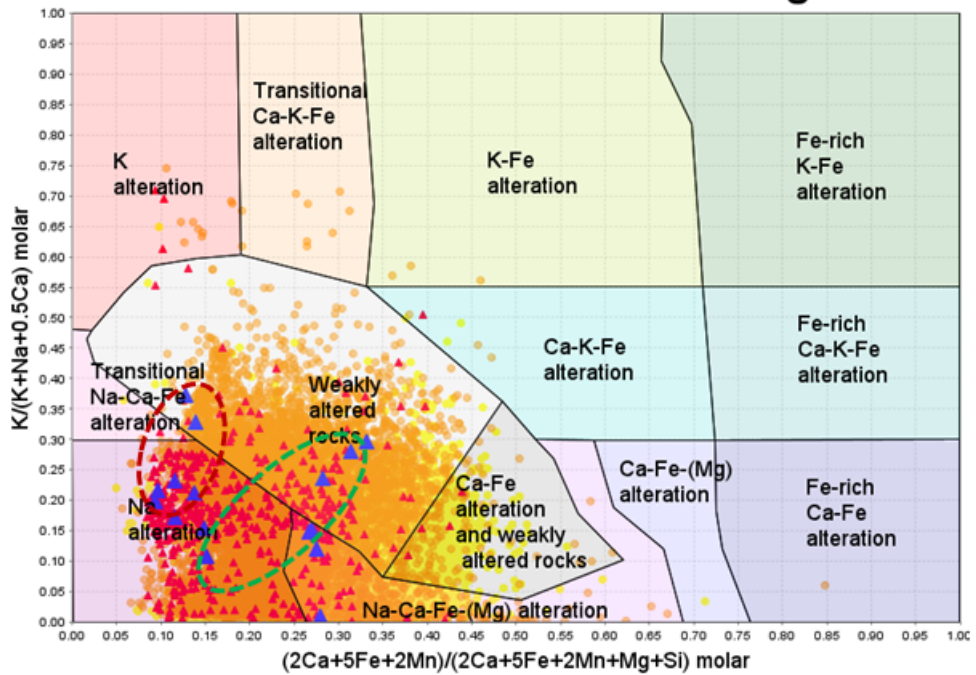 g
1.00
0.95
0.90
0.85
0.80
0.75
0.70
0.65
0.60
0.55
0.50
0.45
0.40
0.35
0.30
0.25
0.20
0.15
0.10
0.05
0.00
K/(K+Na+0.5Ca) molar
K
alteration
Transitional
Ca-K-Fe
alteration
K-Fe
alteration
Fe-rich
K-Fe
alteration
Transitional
Na-Ca-Fe
alteration
Weakly
altered
rocks
Ca-K-Fe
alteration
Fe-rich
Ca-K-Fe
alteration
Na
alteration
Ca-Fe
alteration
and weakly
altered rocks
Ca-Fe-(Mg)
alteration
Fe-rich
Ca-Fe
alteration
Na-Ca-Fe-(Mg) alteration
0.00 0.05 0.10 0.15 0.20 0.25 0.30 0.35 0.40 0.45 0.50 0.55 0.60 0.65 0.70 0.75 0.80 0.85 0.90 0.95 1.00
(2Ca+5Fe+2Mn)/(2Ca+5Fe+2Mn+Mg+Si) molar